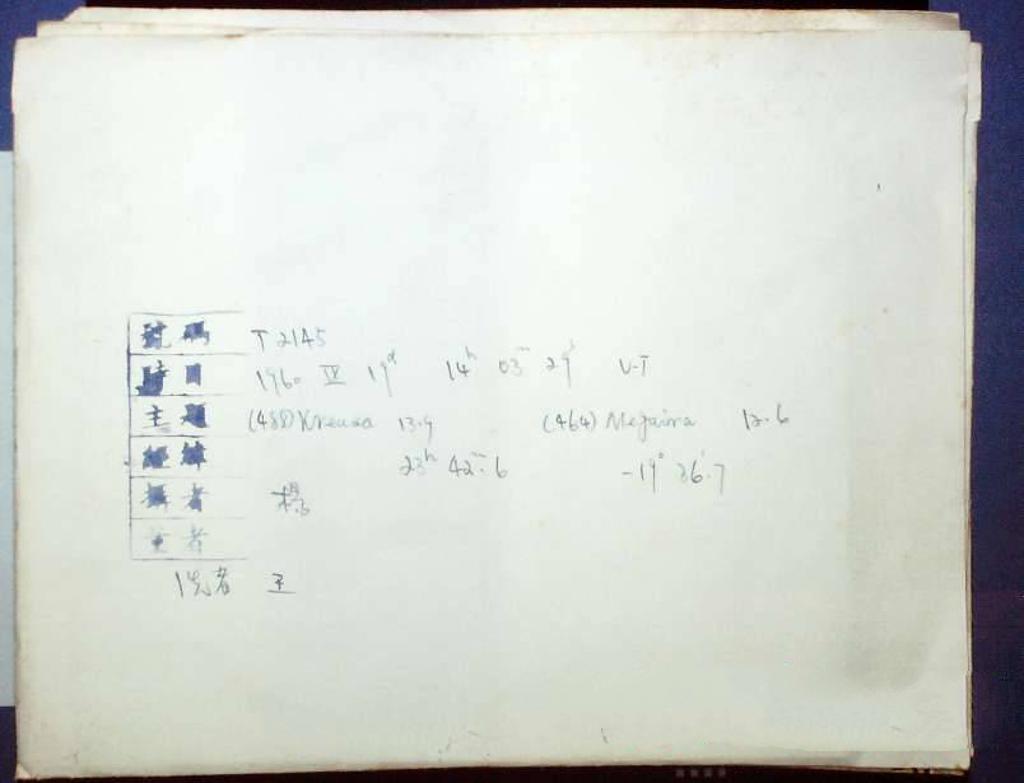 號碼 T 2145
時日 1960 IV 19d 14h 03m 29s U.T
主題 (488) Kreusa 13.9 (464) Megaira 12.6
經緯 23h 42m.6 -19° 36'.7
攝者 楊
者
洗者 王